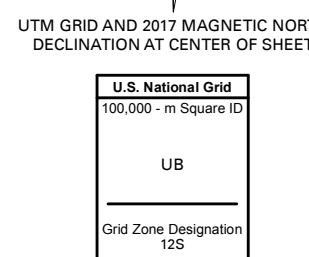 UTM GRID AND 2017 MAGNETIC NORT
DECLINATION AT CENTER OF SHEET
U.S. National Grid
100,000 - m Square ID
UB
Grid Zone Designation
12S